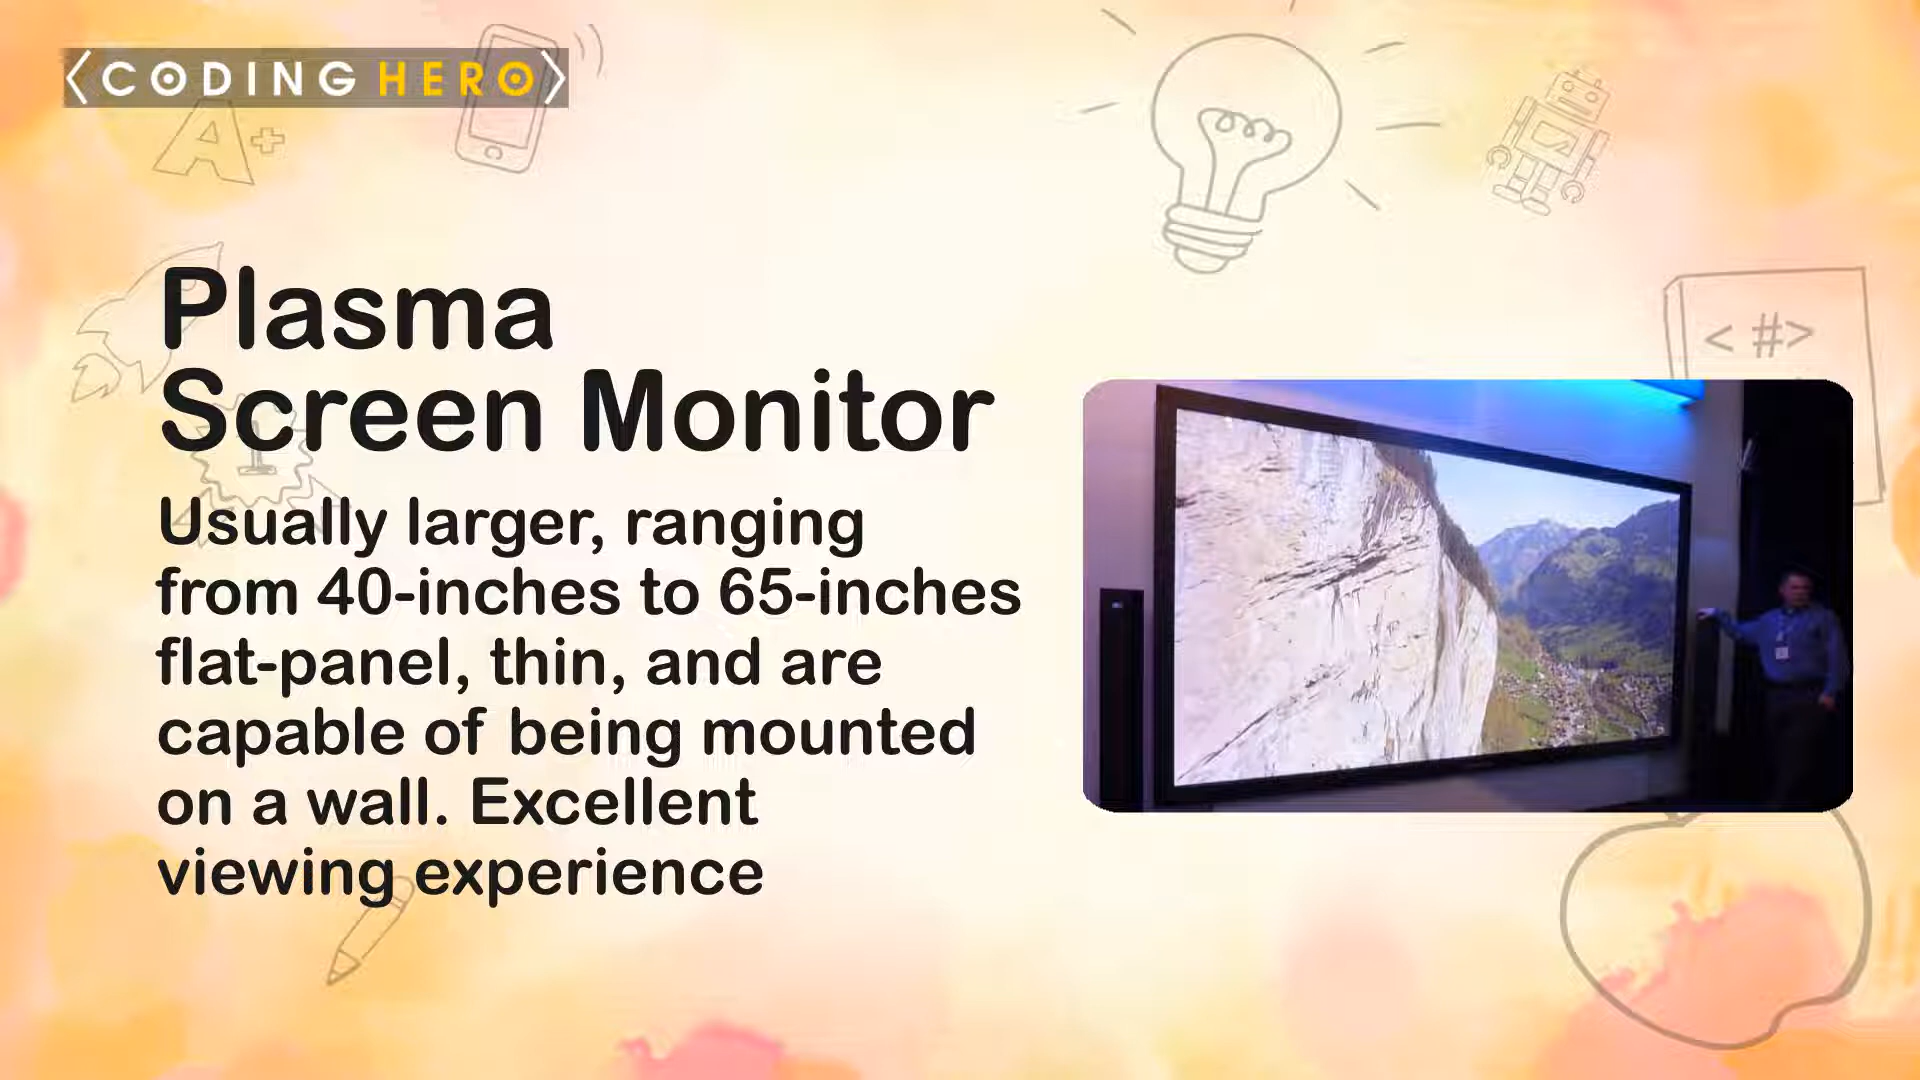 CODING HERO
A+
< # >
Plasma
Screen Monitor
1
Usually larger, ranging
from 40-inches to 65-inches
flat-panel, thin, and are
capable of being mounted
on a wall. Excellent
viewing experience